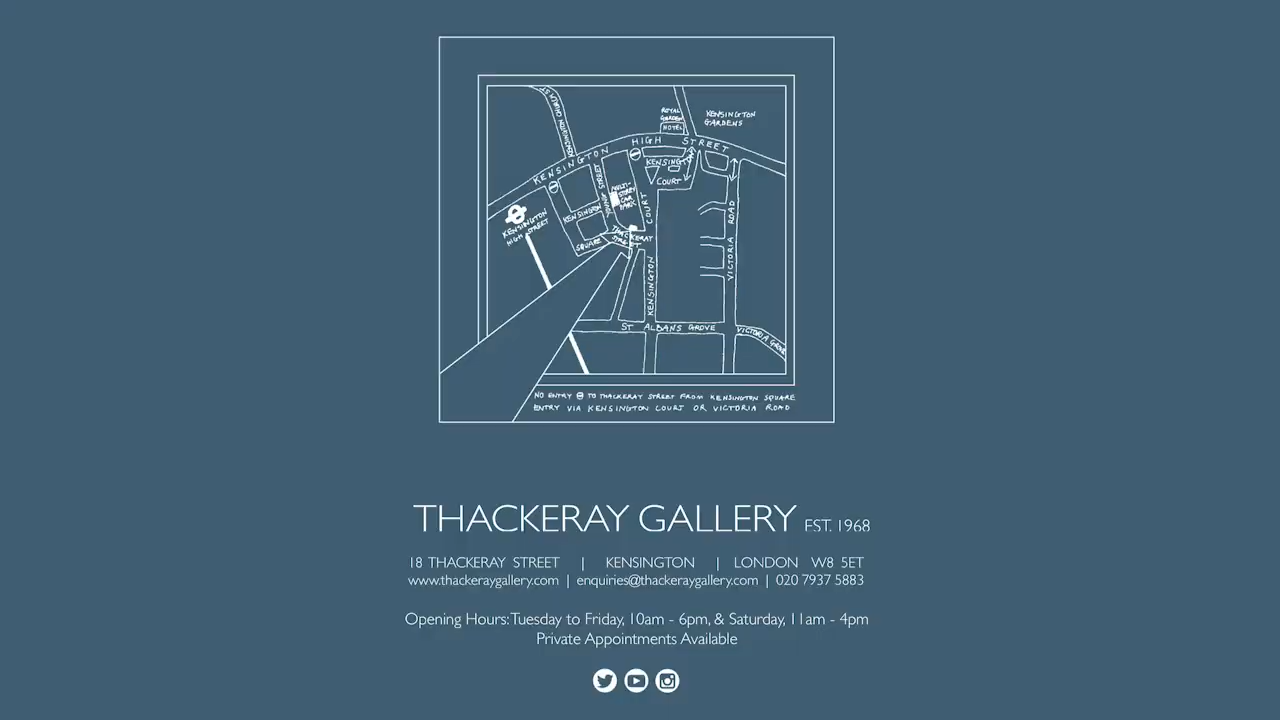 KENSINGTON CHURCH ST
ROYAL
GARDEN
HOTEL
KENSINGTON
GARDENS
KENSINGTON HIGH STREET
KENSINGTON
COURT
YOUNG STREET
MULTI-
STOREY
CAR
PARK
KENSINGTON
SQUARE
KENSINGTON
HIGH STREET
THACKERAY
STREET
KENSINGTON COURT
VICTORIA ROAD
ST ALBANS GROVE
VICTORIA GROVE
NO ENTRY TO THACKERAY STREET FROM KENSINGTON SQUARE
ENTRY VIA KENSINGTON COURT OR VICTORIA ROAD
THACKERAY GALLERY EST. 1968
18 THACKERAY STREET | KENSINGTON | LONDON W8 5ET
www.thackeraygallery.com | enquiries@thackeraygallery.com | 020 7937 5883
Opening Hours: Tuesday to Friday, 10am - 6pm, & Saturday, 11am - 4pm
Private Appointments Available